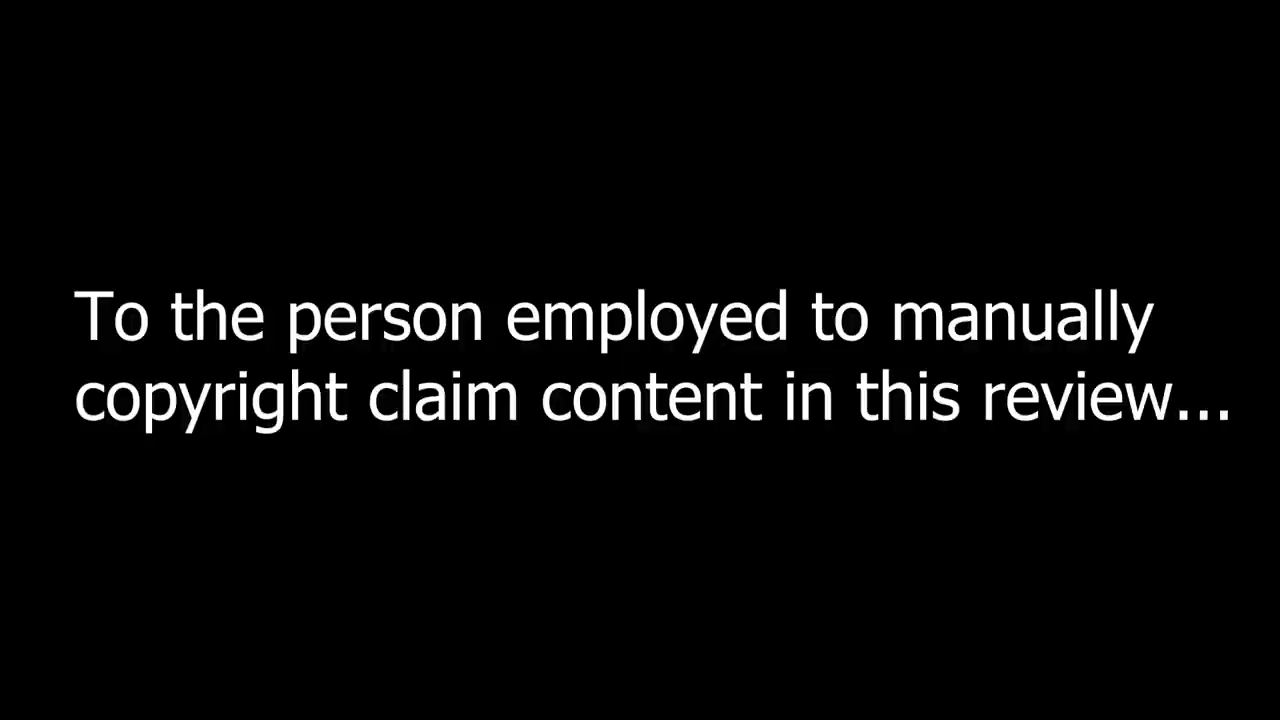 To the person employed to manually
copyright claim content in this review...